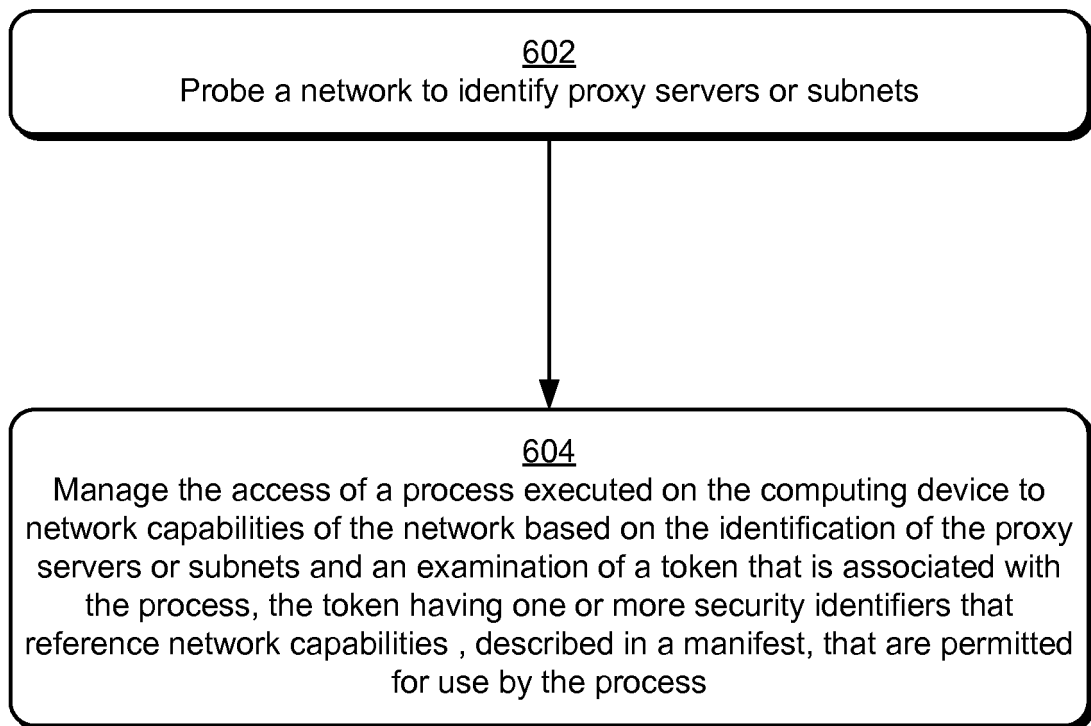 602
Probe a network to identify proxy servers or subnets
604
Manage the access of a process executed on the computing device to
network capabilities of the network based on the identification of the proxy
servers or subnets and an examination of a token that is associated with
the process, the token having one or more security identifiers that
reference network capabilities , described in a manifest, that are permitted
for use by the process